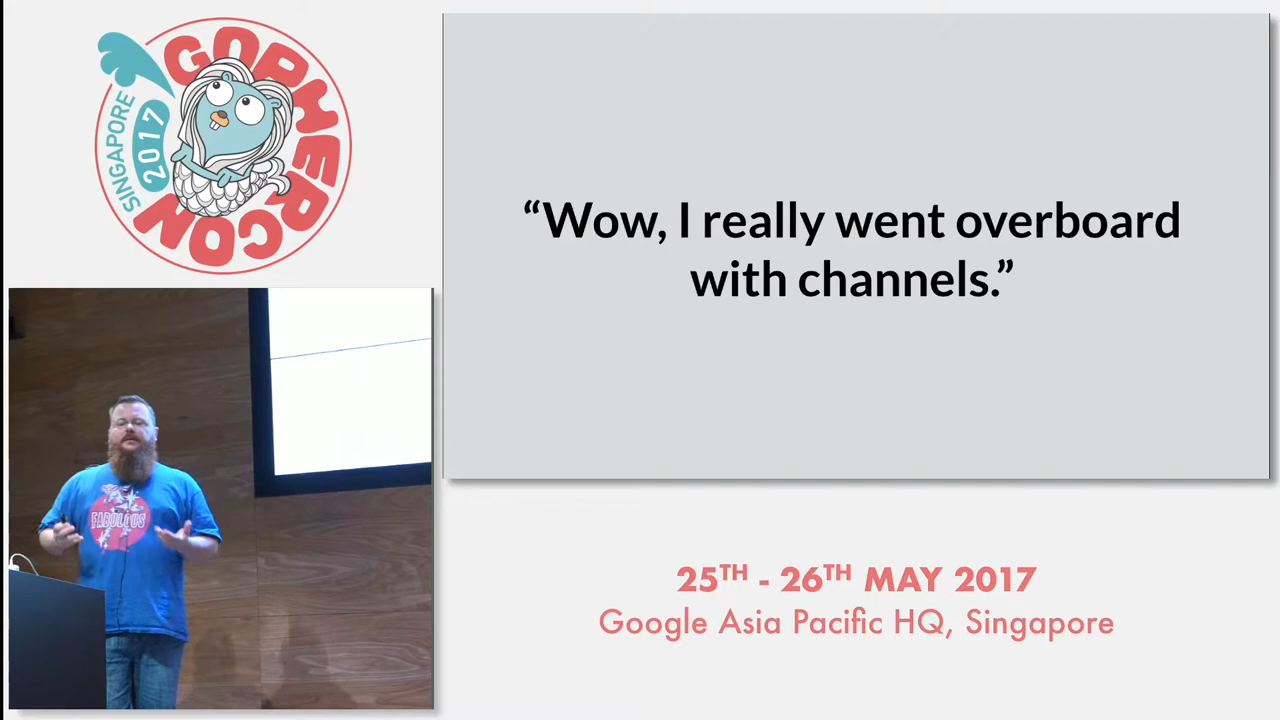 GOPHERCON
SINGAPORE
2017
“Wow, I really went overboard
with channels.”
FABULOUS
25TH - 26TH MAY 2017
Google Asia Pacific HQ, Singapore